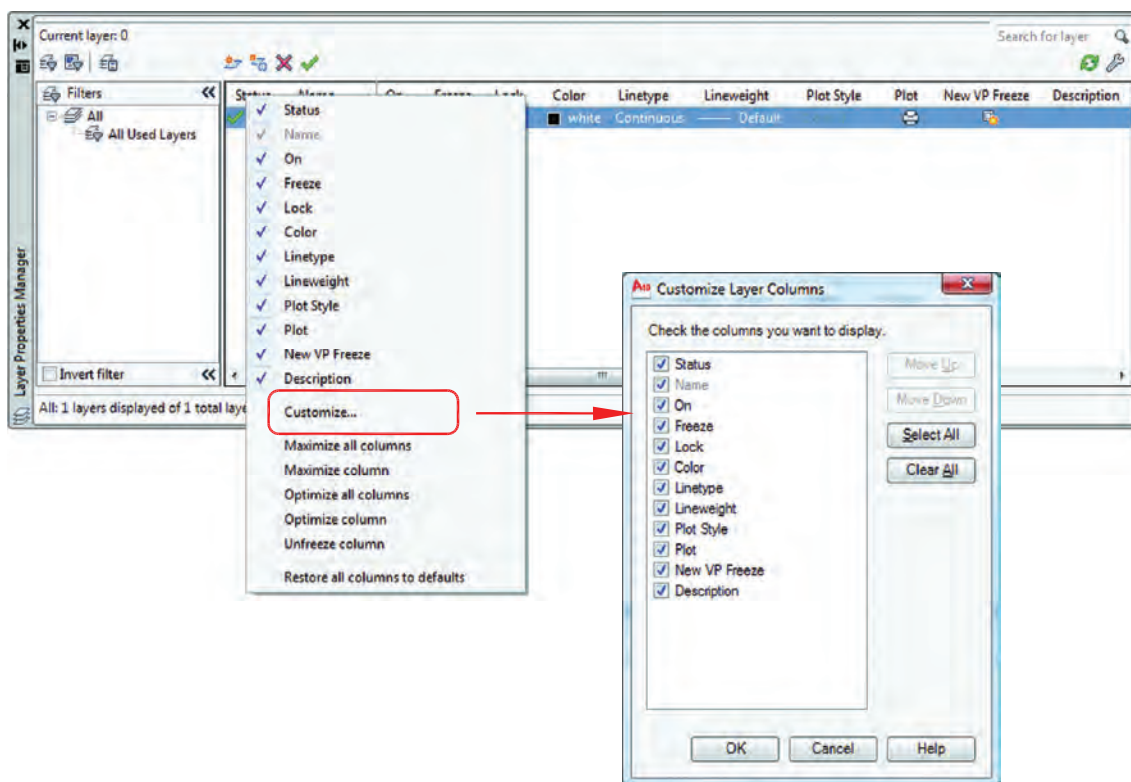 Current layer: 0
Search for layer
Filters
All
All Used Layers
Invert filter
All: 1 layers displayed of 1 total laye
Layer Properties Manager
Status Name On Freeze Lock Color Linetype Lineweight Plot Style Plot New VP Freeze Description
white Continuous Default
Status
Name
On
Freeze
Lock
Color
Linetype
Lineweight
Plot Style
Plot
New VP Freeze
Description
Customize...
Maximize all columns
Maximize column
Optimize all columns
Optimize column
Unfreeze column
Restore all columns to defaults
Customize Layer Columns
Check the columns you want to display.
Status
Name
On
Freeze
Lock
Color
Linetype
Lineweight
Plot Style
Plot
New VP Freeze
Description
Move Up
Move Down
Select All
Clear All
OK Cancel Help